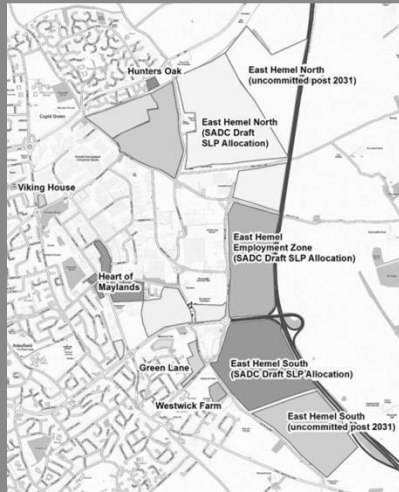 Hunters Oak
East Hemel North
(uncommitted post 2031)
Cupid Green
East Hemel North
(SADC Draft
SLP Allocation)
Viking House
East Hemel
Employment Zone
(SADC Draft SLP Allocation)
Heart of
Maylands
Adeyfield
Green Lane
East Hemel South
(SADC Draft SLP Allocation)
Westwick Farm
East Hemel South
(uncommitted post 2031)